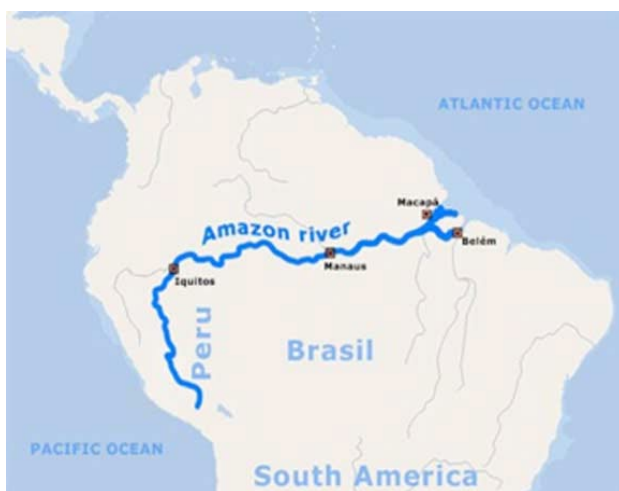 ATLANTIC OCEAN
Macapá
Amazon river
Belém
Manaus
Iquitos
Peru
Brasil
PACIFIC OCEAN
South America